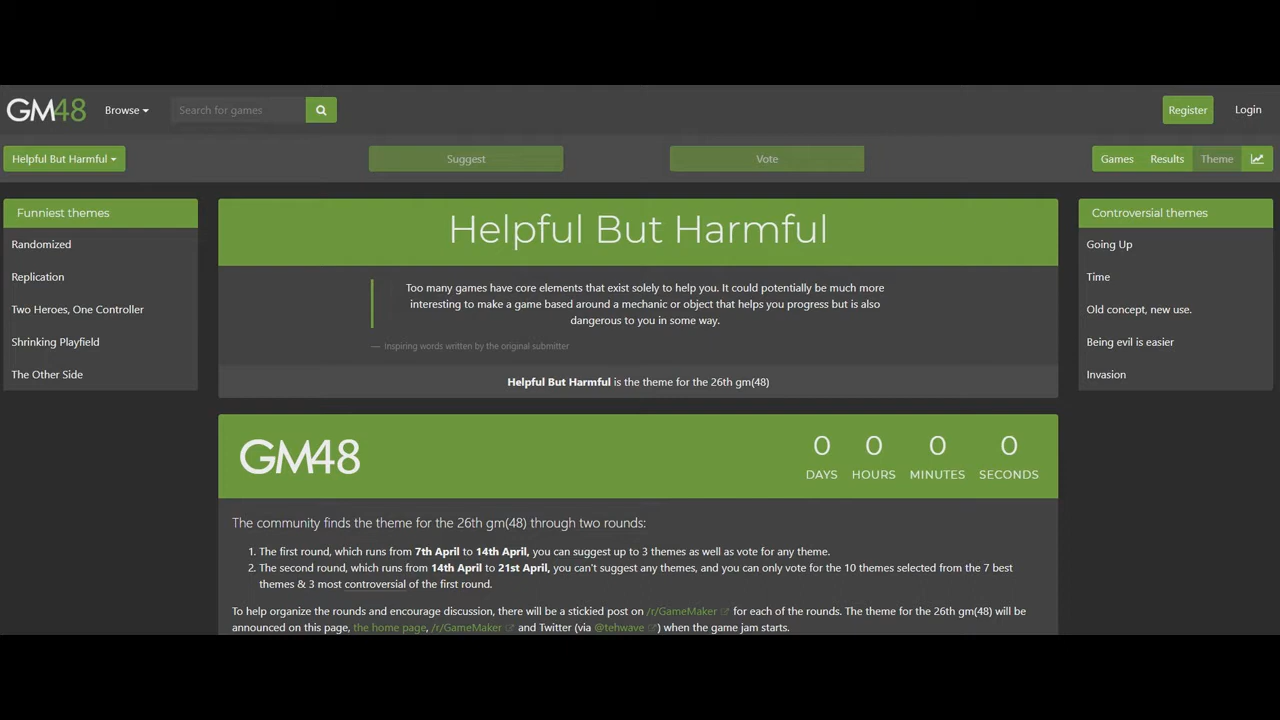 GM48 Browse Search for games Register Login
Helpful But Harmful Suggest Vote Games Results Theme
Funniest themes
Randomized
Replication
Two Heroes, One Controller
Shrinking Playfield
The Other Side
Helpful But Harmful
Too many games have core elements that exist solely to help you. It could potentially be much more
interesting to make a game based around a mechanic or object that helps you progress but is also
dangerous to you in some way.
— Inspiring words written by the original submitter
Helpful But Harmful is the theme for the 26th gm(48)
Controversial themes
Going Up
Time
Old concept, new use.
Being evil is easier
Invasion
GM48
0 0 0 0
DAYS HOURS MINUTES SECONDS
The community finds the theme for the 26th gm(48) through two rounds:
1. The first round, which runs from 7th April to 14th April, you can suggest up to 3 themes as well as vote for any theme.
2. The second round, which runs from 14th April to 21st April, you can't suggest any themes, and you can only vote for the 10 themes selected from the 7 best
themes & 3 most controversial of the first round.
To help organize the rounds and encourage discussion, there will be a stickied post on /r/GameMaker for each of the rounds. The theme for the 26th gm(48) will be
announced on this page, the home page, /r/GameMaker and Twitter (via @tehwave ) when the game jam starts.